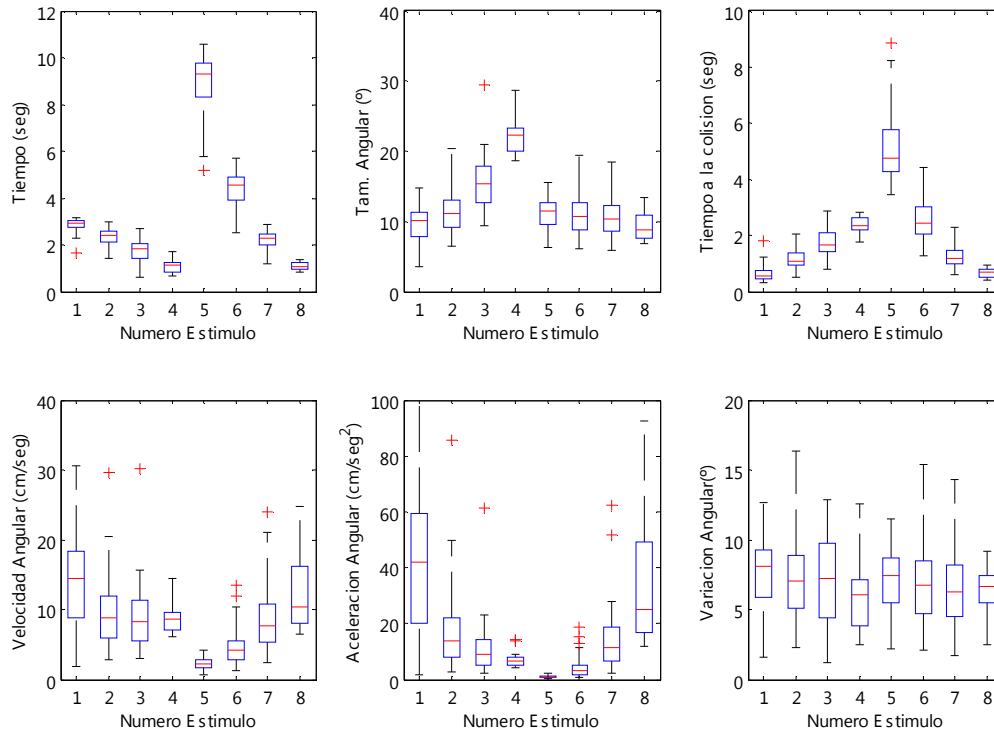 12
10
8
6
4
2
0
Tiempo (seg)
1 2 3 4 5 6 7 8
Numero Estimulo
40
30
20
10
0
Tam. Angular (º)
1 2 3 4 5 6 7 8
Numero Estimulo
10
8
6
4
2
0
Tiempo a la colision (seg)
1 2 3 4 5 6 7 8
Numero Estimulo
40
30
20
10
0
Velocidad Angular (cm/seg)
1 2 3 4 5 6 7 8
Numero Estimulo
100
80
60
40
20
0
Aceleracion Angular (cm/seg²)
1 2 3 4 5 6 7 8
Numero Estimulo
20
15
10
5
0
Variacion Angular(º)
1 2 3 4 5 6 7 8
Numero Estimulo